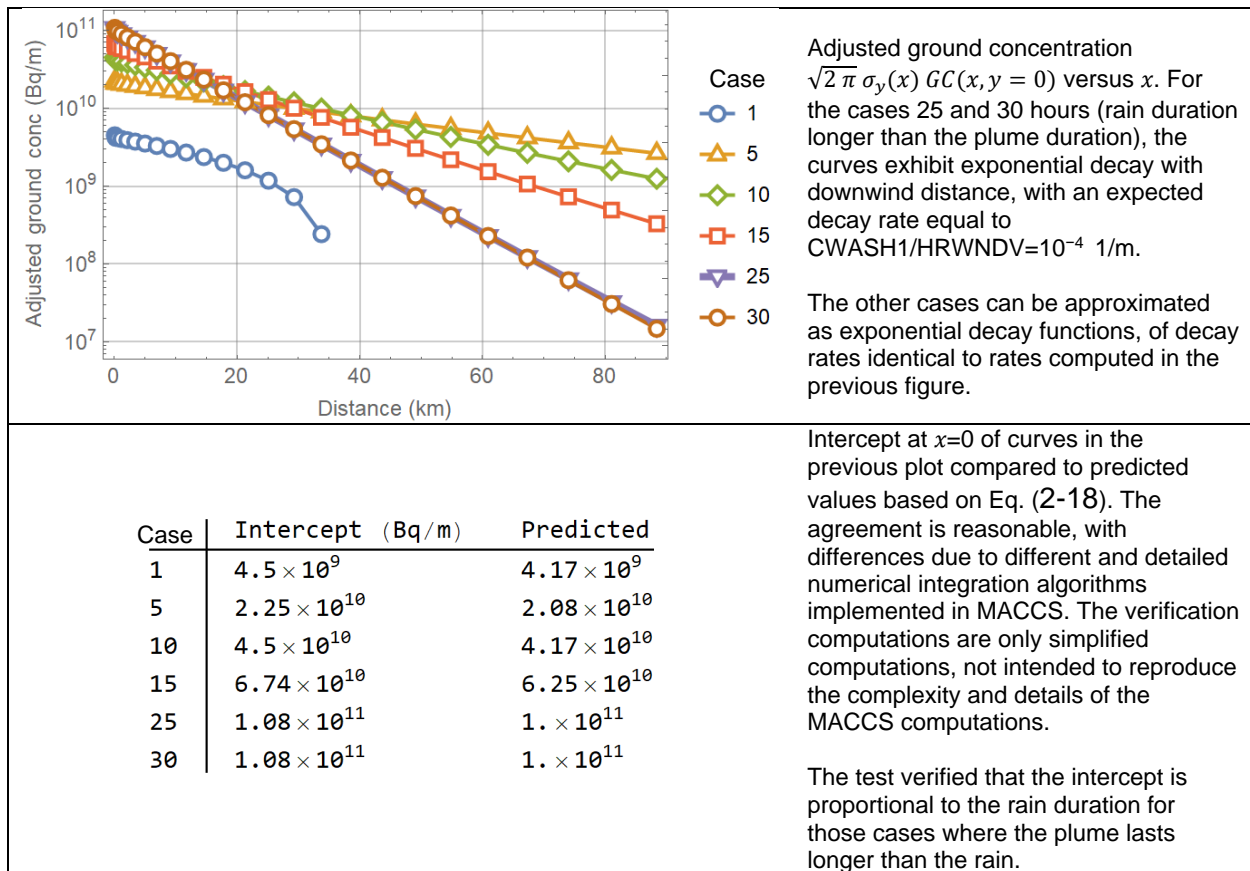 10¹¹
10¹⁰
10⁹
10⁸
10⁷
Adjusted ground conc (Bq/m)
0
20
40
60
80
Distance (km)
Case
1
5
10
15
25
30
Adjusted ground concentration
√2 π σy(x) GC(x, y = 0) versus x. For
the cases 25 and 30 hours (rain duration
longer than the plume duration), the
curves exhibit exponential decay with
downwind distance, with an expected
decay rate equal to
CWASH1/HRWNDV=10⁻⁴ 1/m.
The other cases can be approximated
as exponential decay functions, of decay
rates identical to rates computed in the
previous figure.
Case Intercept (Bq/m) Predicted
1 4.5 × 10⁹ 4.17 × 10⁹
5 2.25 × 10¹⁰ 2.08 × 10¹⁰
10 4.5 × 10¹⁰ 4.17 × 10¹⁰
15 6.74 × 10¹⁰ 6.25 × 10¹⁰
25 1.08 × 10¹¹ 1. × 10¹¹
30 1.08 × 10¹¹ 1. × 10¹¹
Intercept at x=0 of curves in the
previous plot compared to predicted
values based on Eq. (2-18). The
agreement is reasonable, with
differences due to different and detailed
numerical integration algorithms
implemented in MACCS. The verification
computations are only simplified
computations, not intended to reproduce
the complexity and details of the
MACCS computations.
The test verified that the intercept is
proportional to the rain duration for
those cases where the plume lasts
longer than the rain.